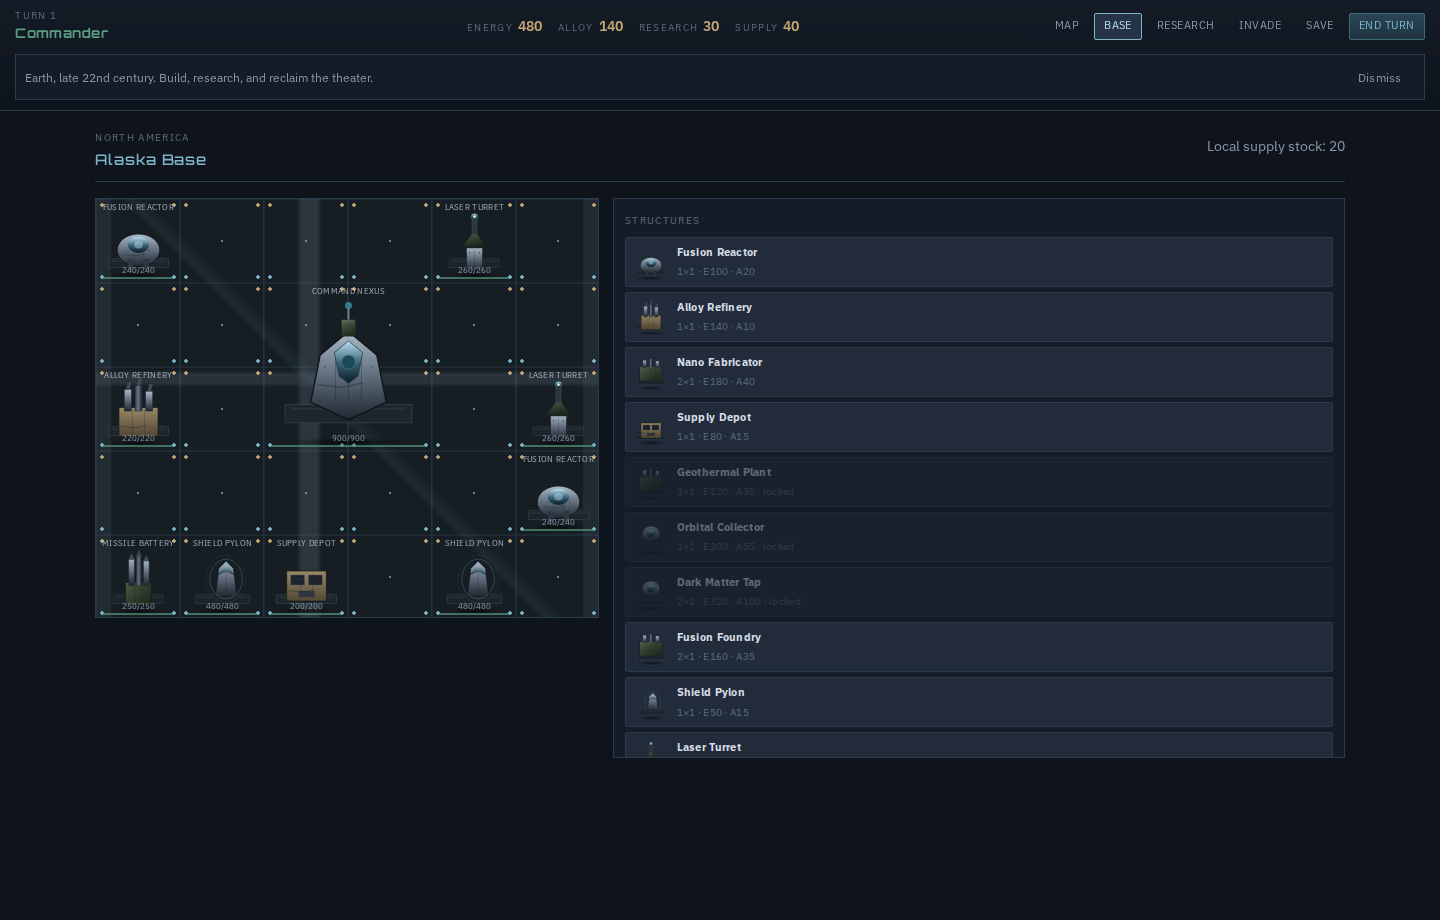 TURN 1
Commander
ENERGY 480 ALLOY 140 RESEARCH 30 SUPPLY 40
MAP BASE RESEARCH INVADE SAVE END TURN
Earth, late 22nd century. Build, research, and reclaim the theater. Dismiss
NORTH AMERICA
Alaska Base
Local supply stock: 20
FUSION REACTOR LASER TURRET
240/240 260/260
COMMAND NEXUS
ALLOY REFINERY LASER TURRET
220/220 900/900 260/260
FUSION REACTOR
240/240
MISSILE BATTERY SHIELD PYLON SUPPLY DEPOT SHIELD PYLON
250/250 480/480 200/200 480/480
STRUCTURES
Fusion Reactor
1×1 · E100 · A20
Alloy Refinery
1×1 · E140 · A10
Nano Fabricator
2×1 · E180 · A40
Supply Depot
1×1 · E80 · A15
Geothermal Plant
1×1 · E120 · A30 · locked
Orbital Collector
1×1 · E200 · A55 · locked
Dark Matter Tap
2×2 · E320 · A100 · locked
Fusion Foundry
2×1 · E160 · A35
Shield Pylon
1×1 · E50 · A15
Laser Turret